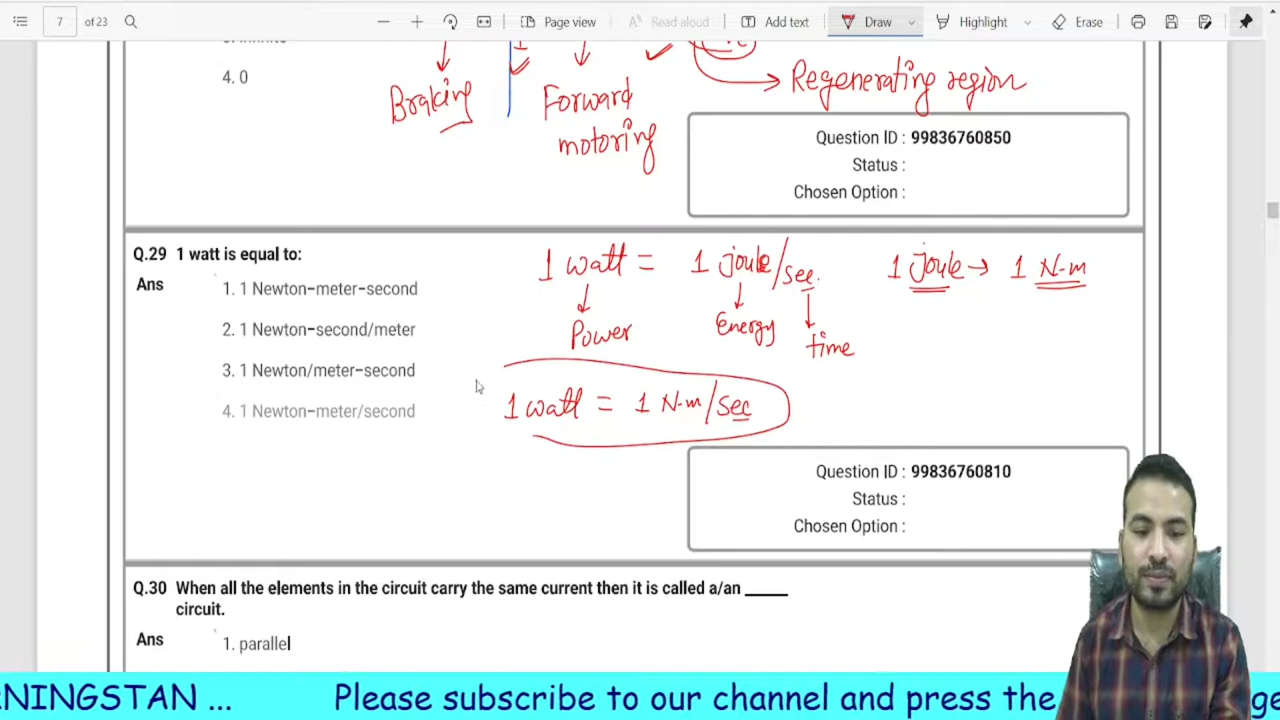 7 of 23 Page view Read aloud Add text Draw Highlight Erase
4. 0
Braking
Forward
motoring
Regenerating region
Question ID : 99836760850
Status :
Chosen Option :
Q.29 1 watt is equal to:
Ans
1. 1 Newton-meter-second
2. 1 Newton-second/meter
3. 1 Newton/meter-second
4. 1 Newton-meter/second
1 watt = 1 joule/sec.
1 Joule → 1 N-m
Power
Energy
time
1 watt = 1 N-m/sec
Question ID : 99836760810
Status :
Chosen Option :
Q.30 When all the elements in the circuit carry the same current then it is called a/an _____
circuit.
Ans
1. parallel
RNINGSTAN ... Please subscribe to our channel and press the